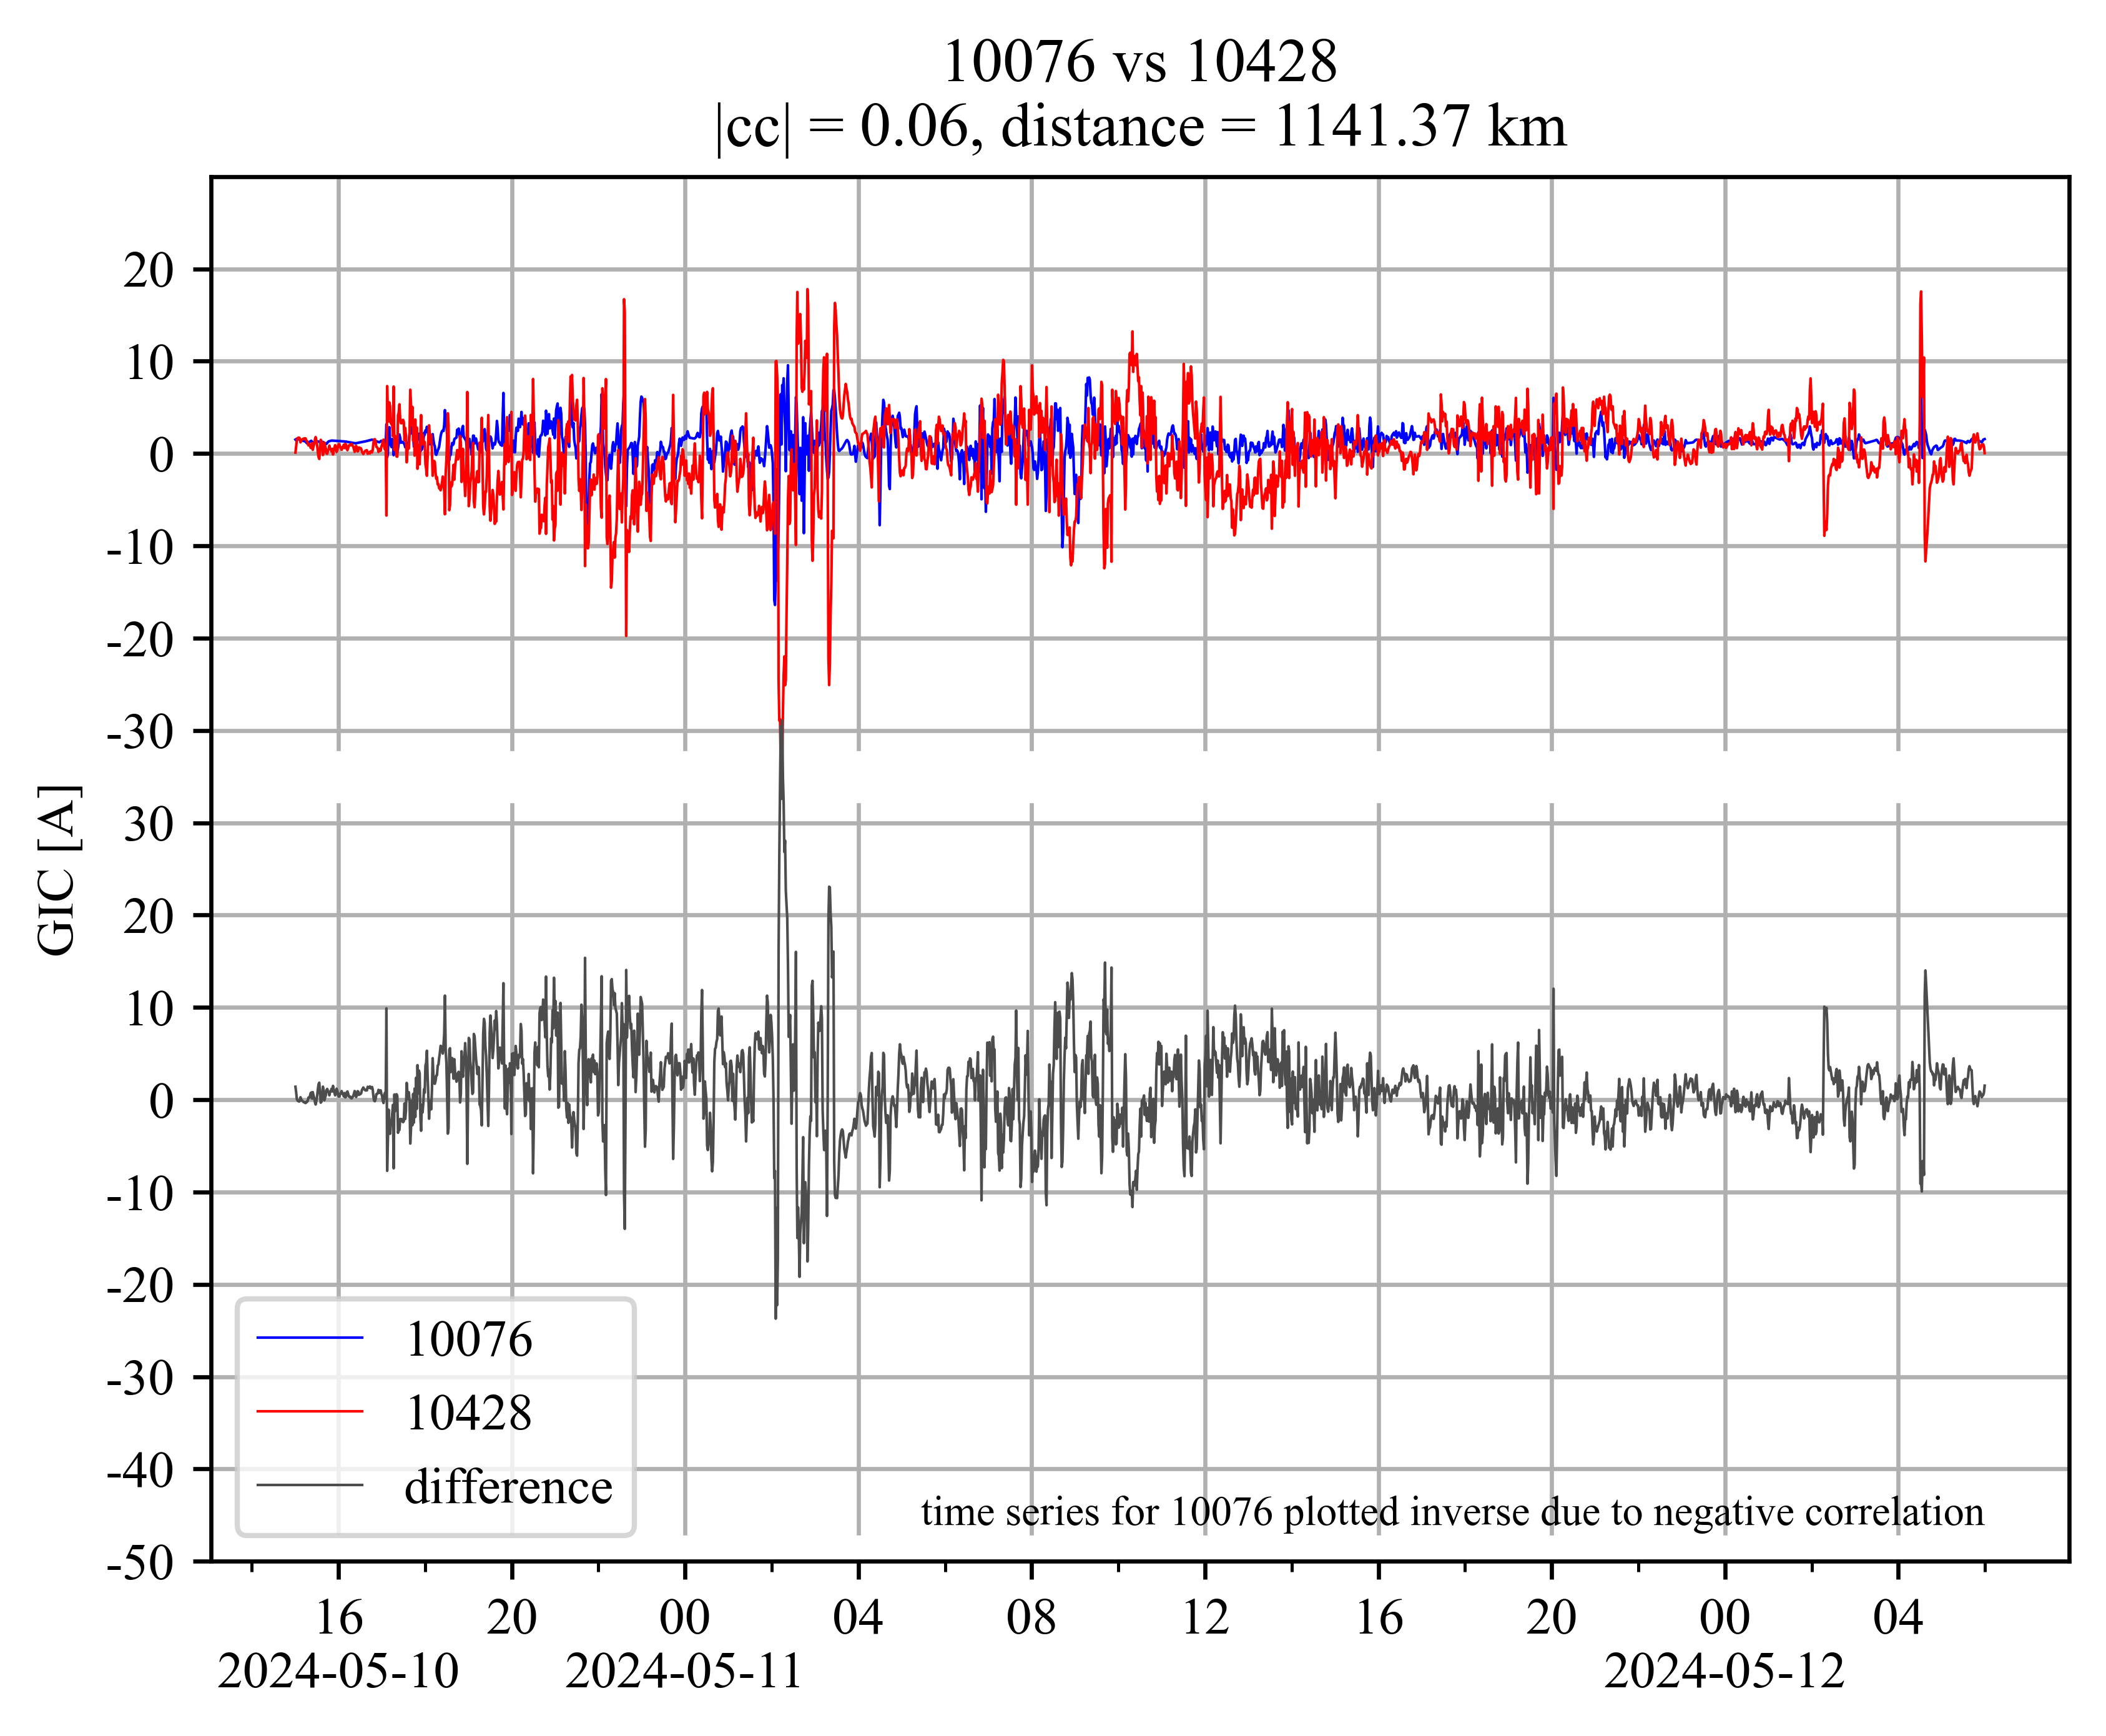 10076 vs 10428
|cc| = 0.06, distance = 1141.37 km
GIC [A]
20
10
0
-10
-20
-30
30
20
10
0
-10
-20
-30
-40
-50
10076
10428
difference
time series for 10076 plotted inverse due to negative correlation
16 20 00 04 08 12 16 20 00 04
2024-05-10 2024-05-11 2024-05-12